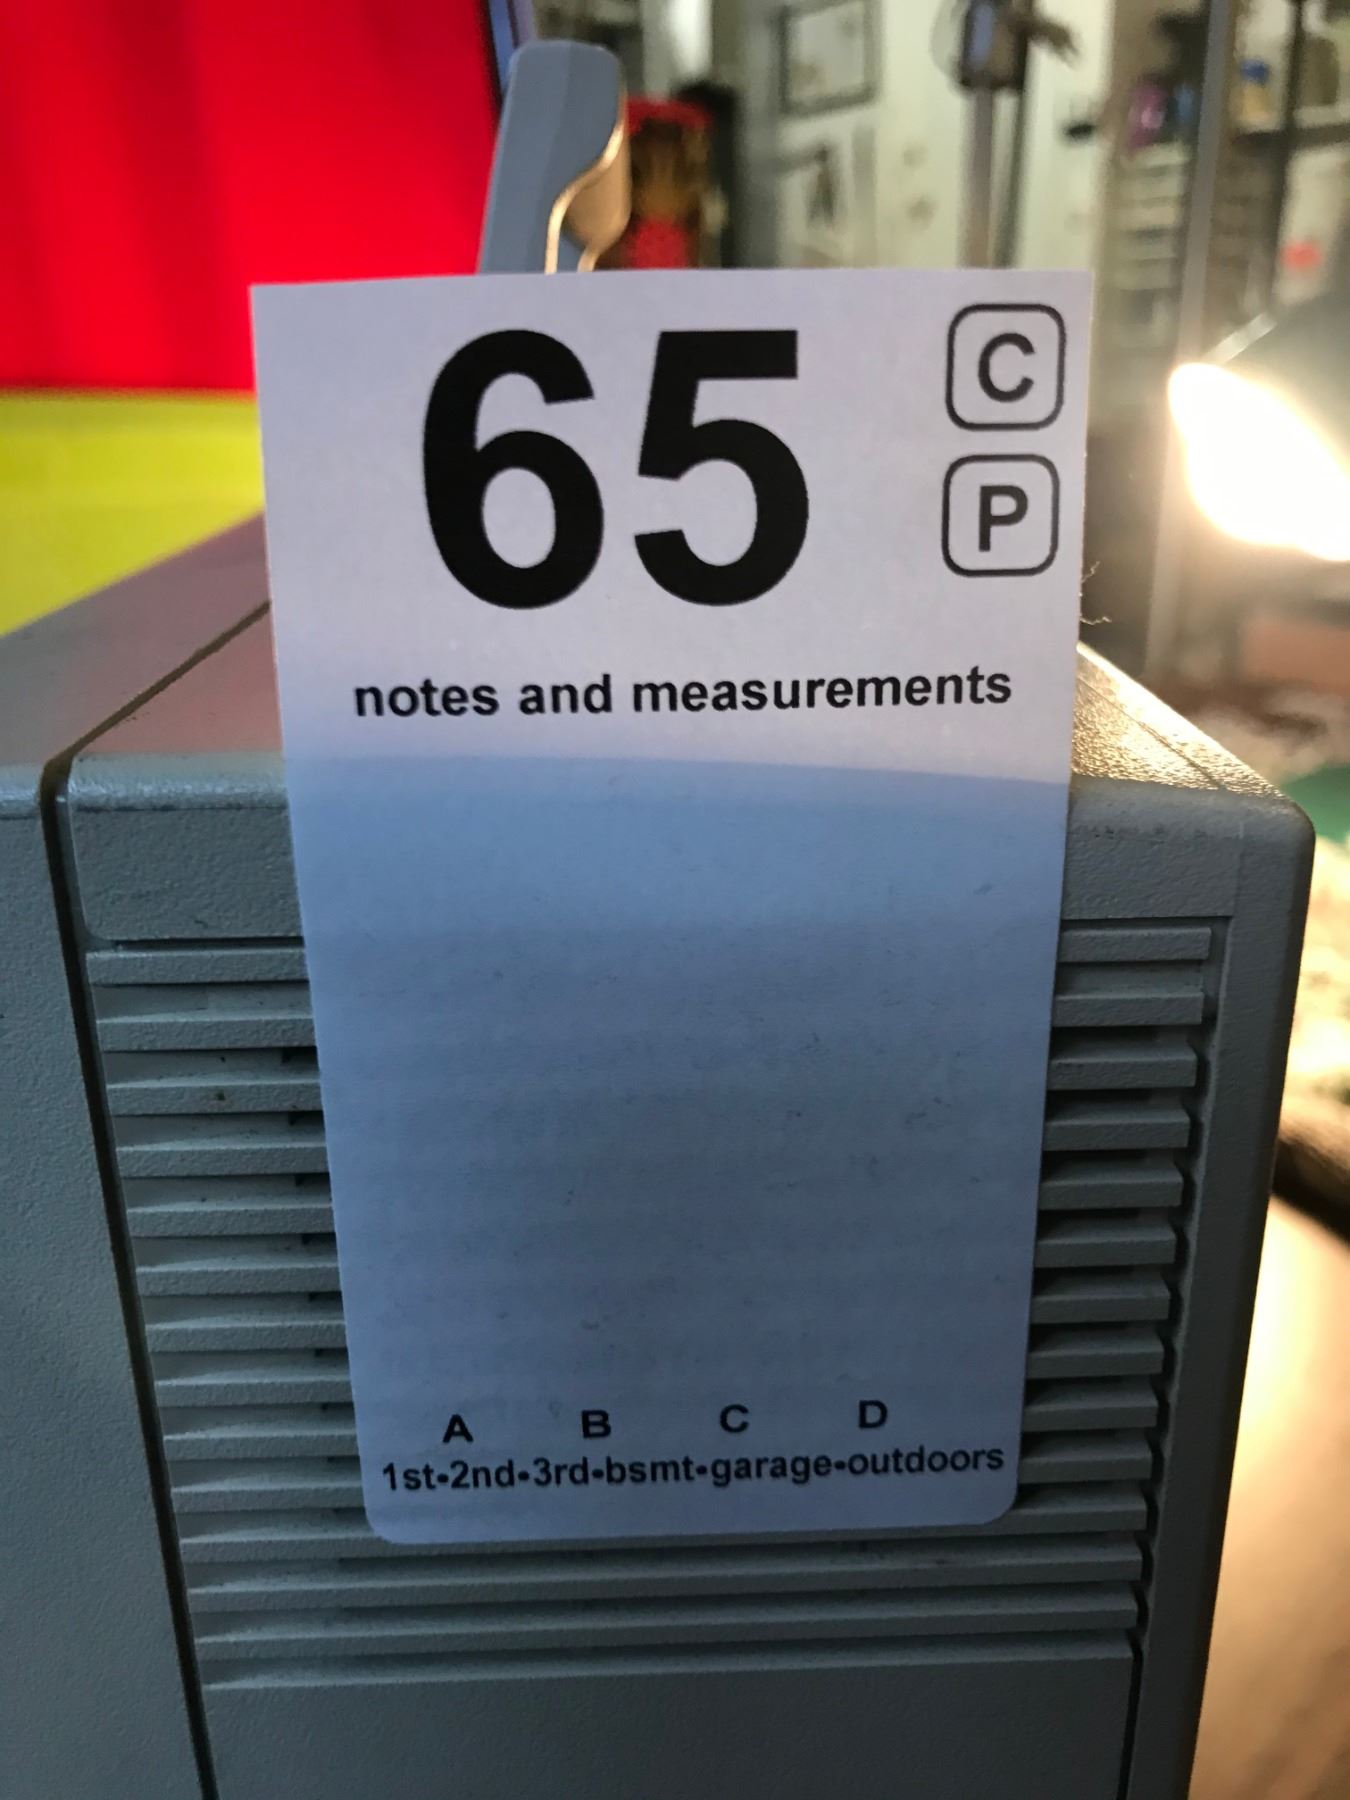 65
C
P
notes and measurements
A B C D
1st•2nd•3rd•bsmt•garage•outdoors